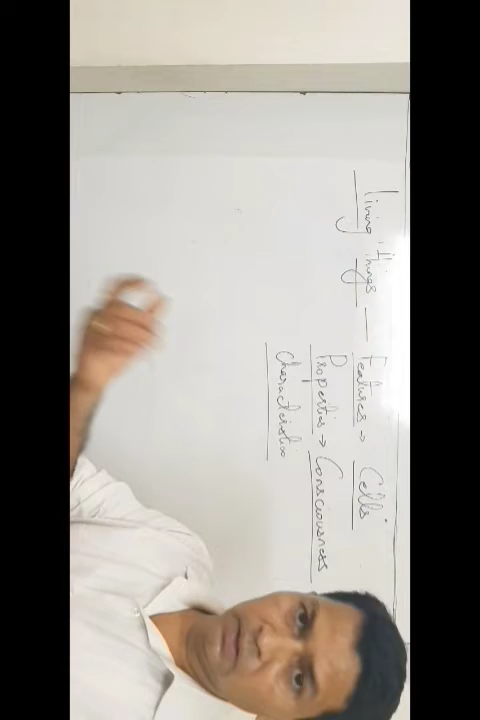 Living things — Features → Cells
Properties → Consciousness
Characteristics